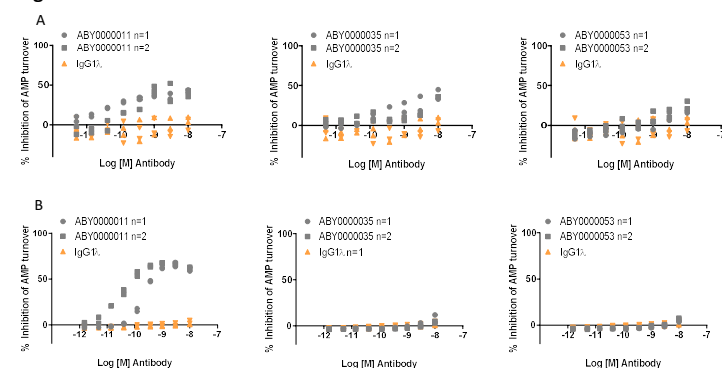 A
ABY0000011 n=1
ABY0000011 n=2
IgG1λ
100
50
0
-10
-9
-8
-7
% Inhibition of AMP turnover
Log [M] Antibody
ABY0000035 n=1
ABY0000035 n=2
IgG1λ
100
50
0
-10
-9
-8
-7
% Inhibition of AMP turnover
Log [M] Antibody
ABY0000053 n=1
ABY0000053 n=2
IgG1λ
100
50
0
-10
-9
-8
% Inhibition of AMP turnover
Log [M] Antibody
B
ABY0000011 n=1
ABY0000011 n=2
IgG1λ
100
50
0
-12
-11
-10
-9
-8
-7
% Inhibition of AMP turnover
Log [M] Antibody
ABY0000035 n=1
ABY0000035 n=2
IgG1λ n=1
100
50
0
-12
-11
-10
-9
-8
-7
% Inhibition of AMP turnover
Log [M] Antibody
ABY0000053 n=1
ABY0000053 n=2
IgG1λ
100
50
0
-12
-11
-10
-9
-8
-7
% Inhibition of AMP turnover
Log [M] Antibody